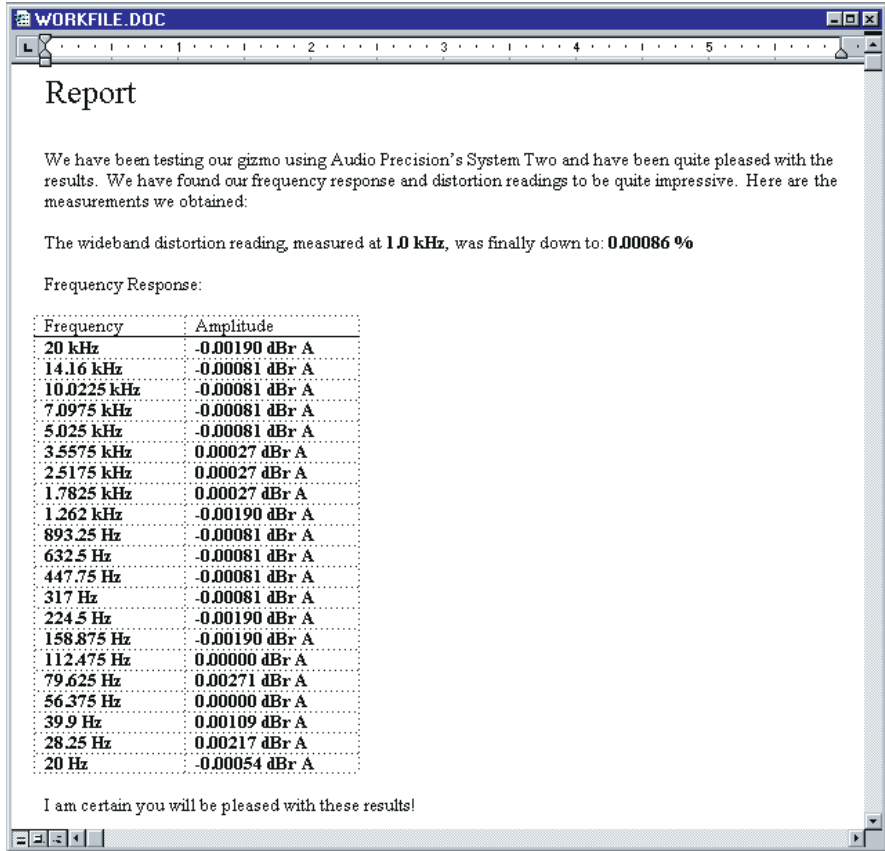 WORKFILE.DOC
L 1 2 3 4 5
Report
We have been testing our gizmo using Audio Precision's System Two and have been quite pleased with the
results. We have found our frequency response and distortion readings to be quite impressive. Here are the
measurements we obtained:
The wideband distortion reading, measured at 1.0 kHz, was finally down to: 0.00086 %
Frequency Response:
Frequency Amplitude
20 kHz -0.00190 dBr A
14.16 kHz -0.00081 dBr A
10.0225 kHz -0.00081 dBr A
7.0975 kHz -0.00081 dBr A
5.025 kHz -0.00081 dBr A
3.5575 kHz 0.00027 dBr A
2.5175 kHz 0.00027 dBr A
1.7825 kHz 0.00027 dBr A
1.262 kHz -0.00190 dBr A
893.25 Hz -0.00081 dBr A
632.5 Hz -0.00081 dBr A
447.75 Hz -0.00081 dBr A
317 Hz -0.00081 dBr A
224.5 Hz -0.00190 dBr A
158.875 Hz -0.00190 dBr A
112.475 Hz 0.00000 dBr A
79.625 Hz 0.00271 dBr A
56.375 Hz 0.00000 dBr A
39.9 Hz 0.00109 dBr A
28.25 Hz 0.00217 dBr A
20 Hz -0.00054 dBr A
I am certain you will be pleased with these results!